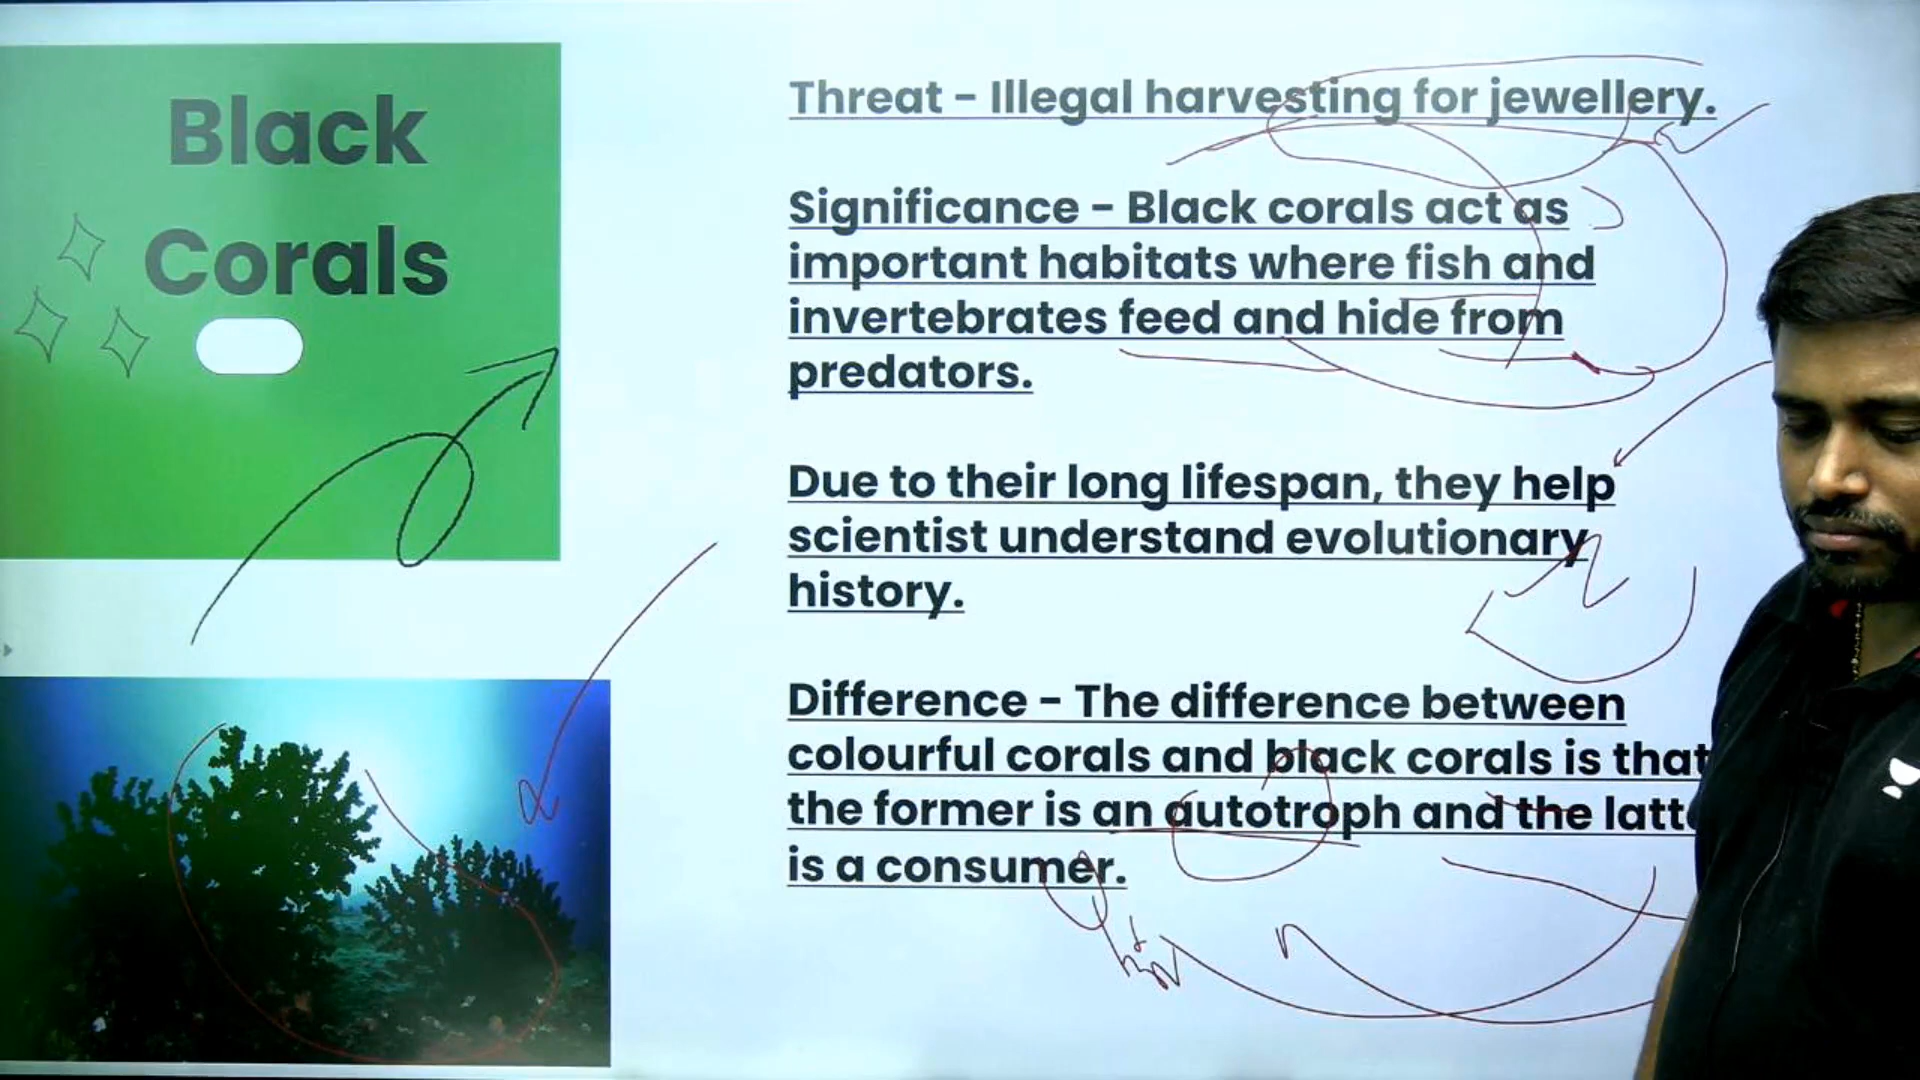 Black
Corals
Threat - Illegal harvesting for jewellery.
Significance - Black corals act as
important habitats where fish and
invertebrates feed and hide from
predators.
Due to their long lifespan, they help
scientist understand evolutionary
history.
Difference - The difference between
colourful corals and black corals is that
the former is an autotroph and the latte
is a consumer.